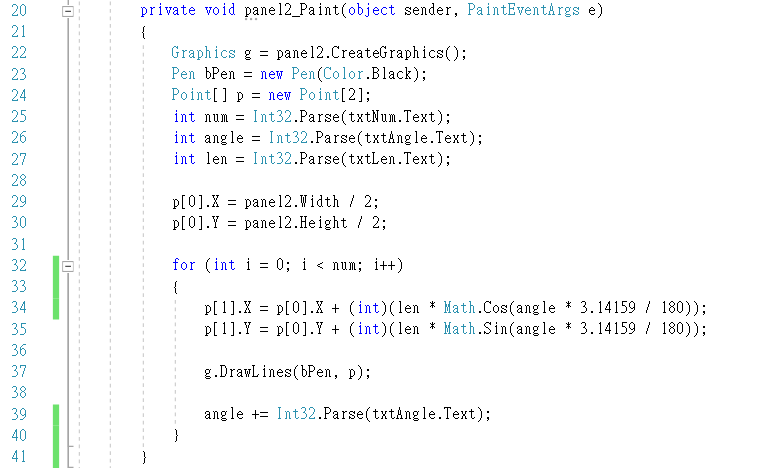 20 private void panel2_Paint(object sender, PaintEventArgs e)
21 {
22 Graphics g = panel2.CreateGraphics();
23 Pen bPen = new Pen(Color.Black);
24 Point[] p = new Point[2];
25 int num = Int32.Parse(txtNum.Text);
26 int angle = Int32.Parse(txtAngle.Text);
27 int len = Int32.Parse(txtLen.Text);
28
29 p[0].X = panel2.Width / 2;
30 p[0].Y = panel2.Height / 2;
31
32 for (int i = 0; i < num; i++)
33 {
34 p[1].X = p[0].X + (int)(len * Math.Cos(angle * 3.14159 / 180));
35 p[1].Y = p[0].Y + (int)(len * Math.Sin(angle * 3.14159 / 180));
36
37 g.DrawLines(bPen, p);
38
39 angle += Int32.Parse(txtAngle.Text);
40 }
41 }